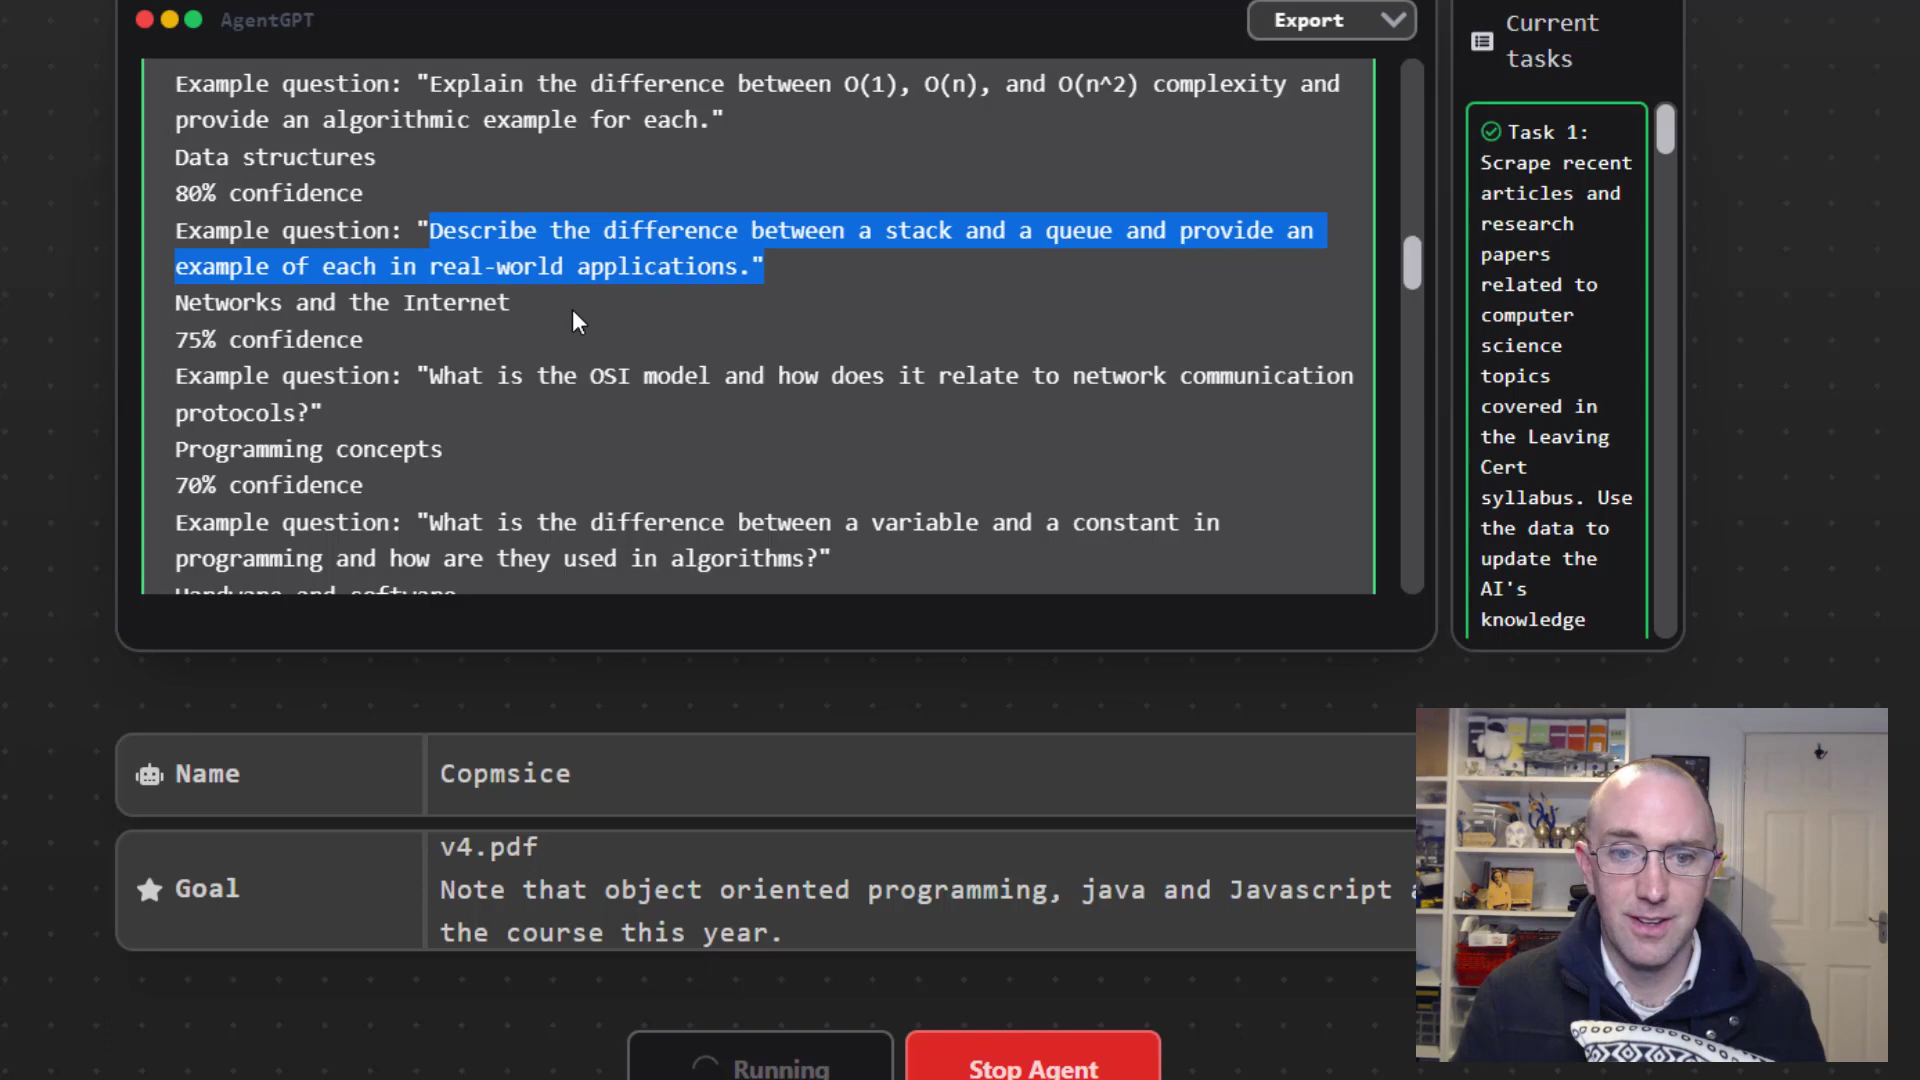 AgentGPT
Export
Example question: "Explain the difference between O(1), O(n), and O(n^2) complexity and
provide an algorithmic example for each."
Data structures
80% confidence
Example question: "Describe the difference between a stack and a queue and provide an
example of each in real-world applications."
Networks and the Internet
75% confidence
Example question: "What is the OSI model and how does it relate to network communication
protocols?"
Programming concepts
70% confidence
Example question: "What is the difference between a variable and a constant in
programming and how are they used in algorithms?"
Hardware and software
Current
tasks
Task 1:
Scrape recent
articles and
research
papers
related to
computer
science
topics
covered in
the Leaving
Cert
syllabus. Use
the data to
update the
AI's
knowledge
Name
Copmsice
Goal
v4.pdf
Note that object oriented programming, java and Javascript
the course this year.
Running
Stop Agent